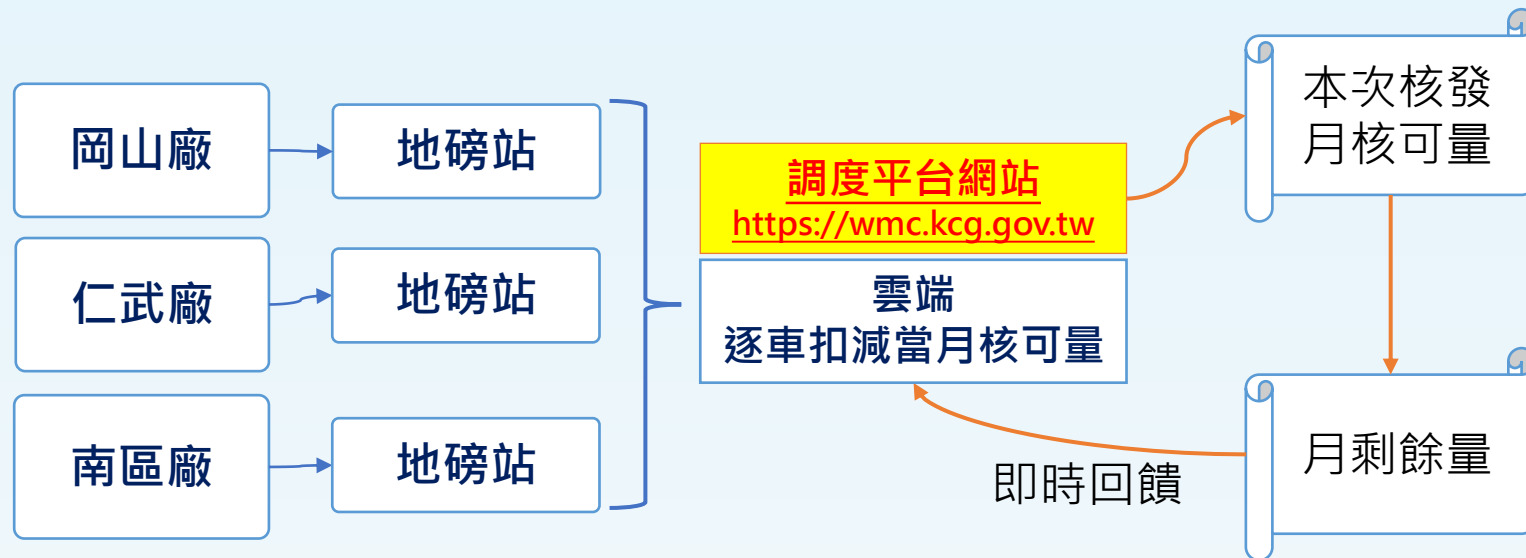 岡山廠
地磅站
仁武廠
地磅站
南區廠
地磅站
調度平台網站
https://wmc.kcg.gov.tw
雲端
逐車扣減當月核可量
本次核發
月核可量
月剩餘量
即時回饋